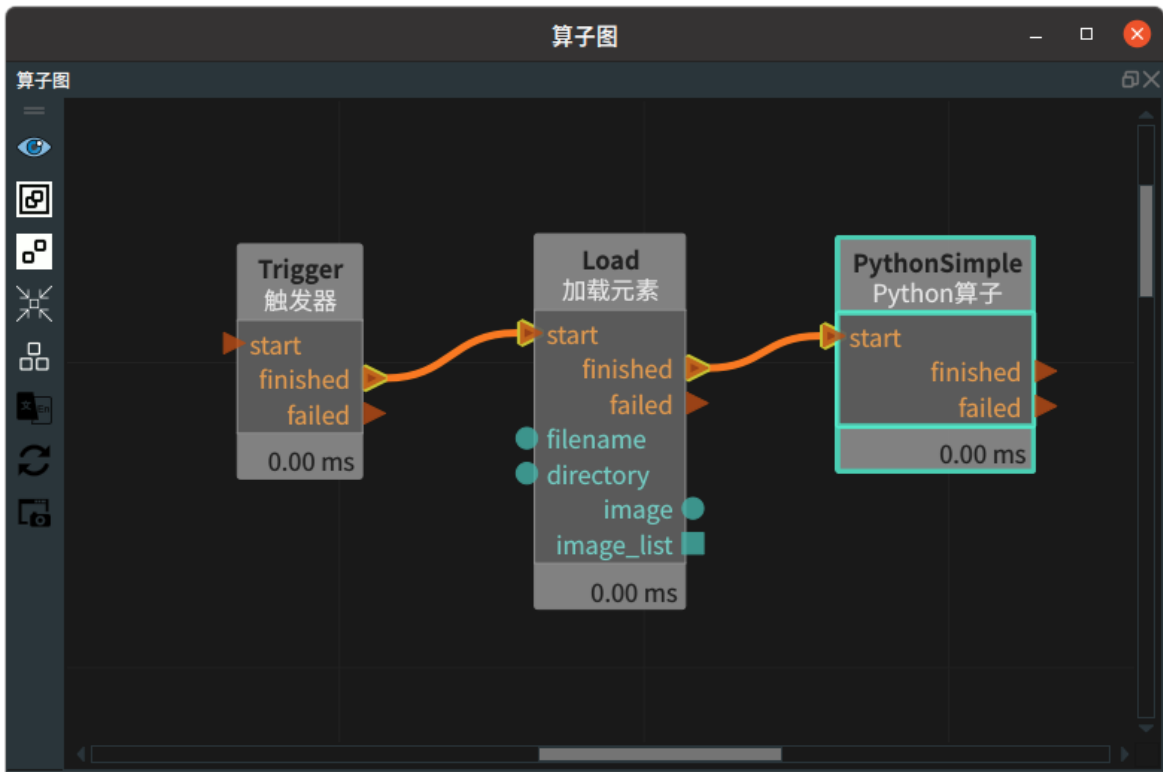 算子图
算子图
Trigger
触发器
start
finished
failed
0.00 ms
Load
加载元素
start
finished
failed
filename
directory
image
image_list
0.00 ms
PythonSimple
Python算子
start
finished
failed
0.00 ms
文
En